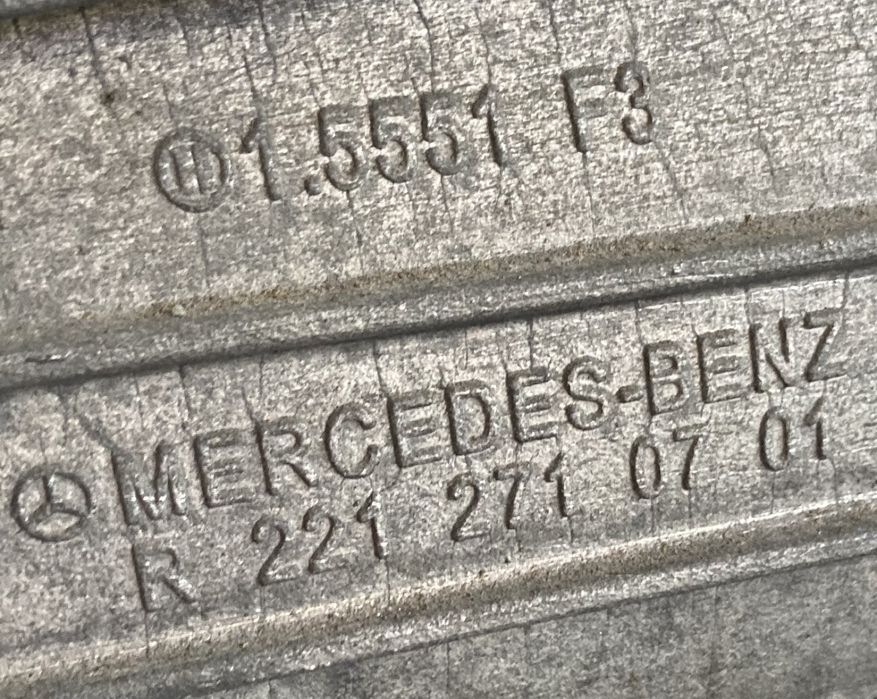 H 1.5551 F3
MERCEDES-BENZ
R 221 271 07 01